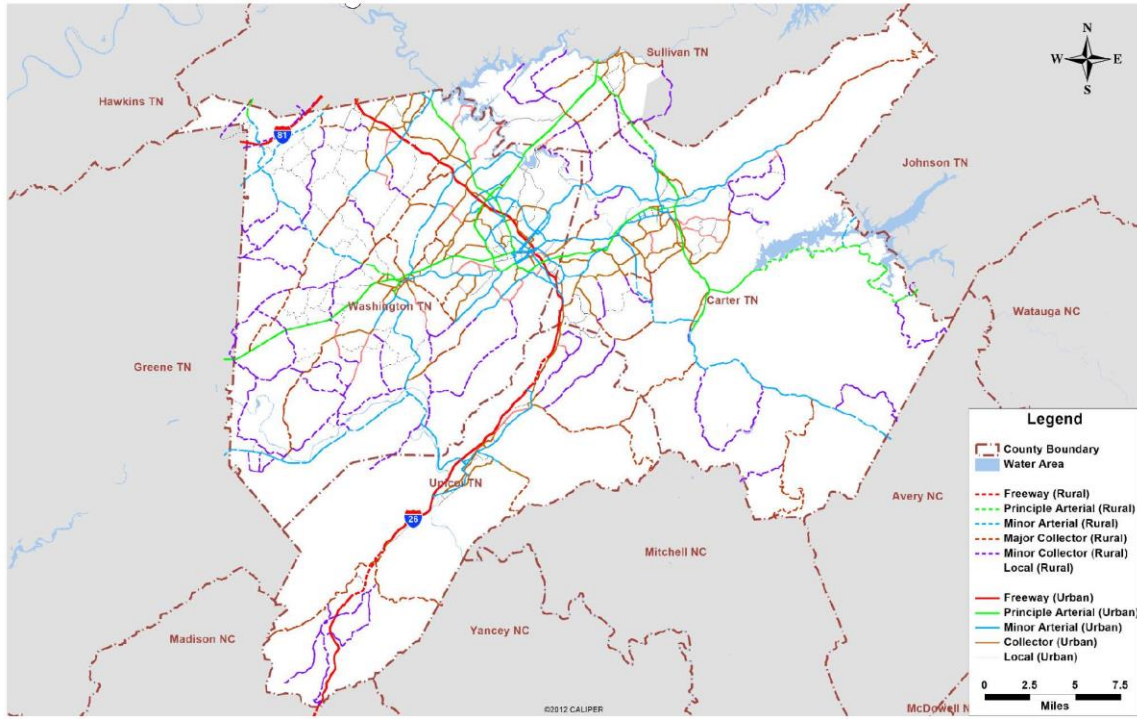 Sullivan TN
N
W E
S
Hawkins TN
81
Johnson TN
Washington TN
Carter TN
Watauga NC
Greene TN
Unicoi TN
26
Avery NC
Mitchell NC
Madison NC
Yancey NC
McDowell N
©2012 CALIPER
Legend
County Boundary
Water Area
Freeway (Rural)
Principle Arterial (Rural)
Minor Arterial (Rural)
Major Collector (Rural)
Minor Collector (Rural)
Local (Rural)
Freeway (Urban)
Principle Arterial (Urban)
Minor Arterial (Urban)
Collector (Urban)
Local (Urban)
0 2.5 5 7.5
Miles